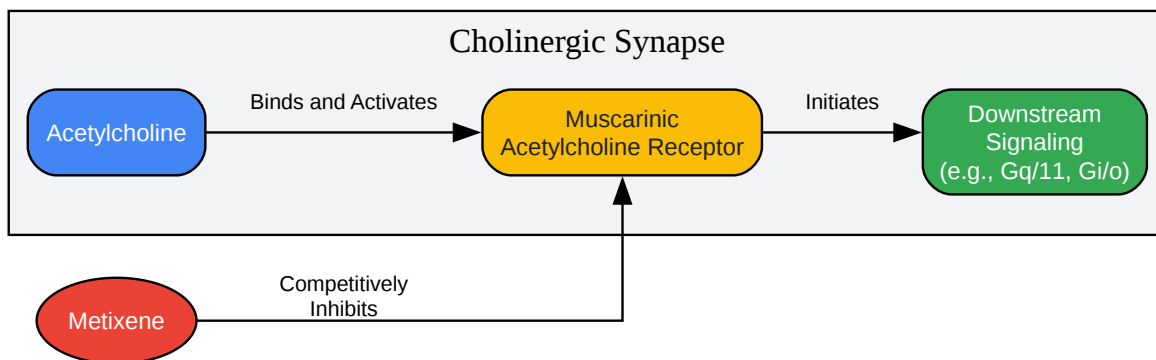 Cholinergic Synapse
Acetylcholine
Binds and Activates
Muscarinic
Acetylcholine Receptor
Initiates
Downstream
Signaling
(e.g., Gq/11, Gi/o)
Metixene
Competitively
Inhibits